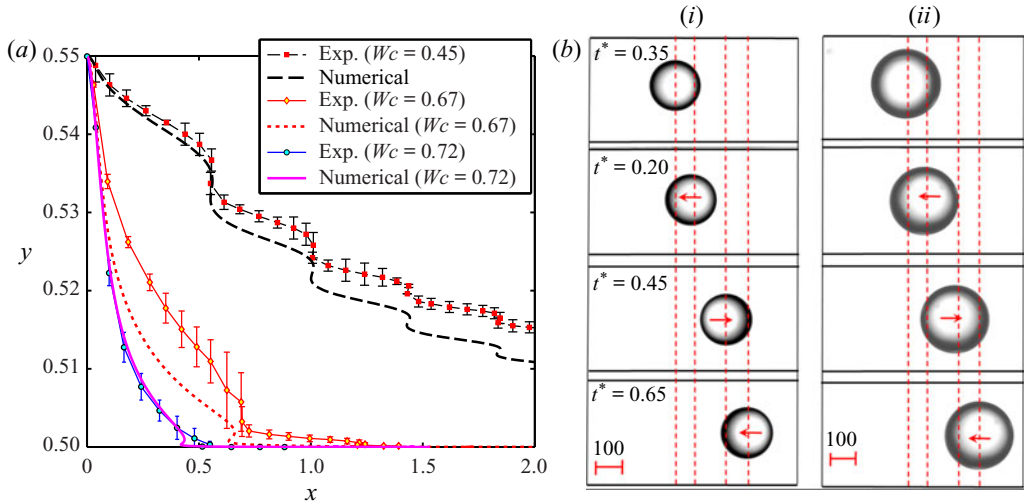 (a)
0.55
0.54
0.53
0.52
0.51
0.50
y
0
0.5
1.0
1.5
2.0
x
Exp. (Wc = 0.45)
Numerical
Exp. (Wc = 0.67)
Numerical (Wc = 0.67)
Exp. (Wc = 0.72)
Numerical (Wc = 0.72)
(b)
(i)
(ii)
t* = 0.35
t* = 0.20
t* = 0.45
t* = 0.65
100
100